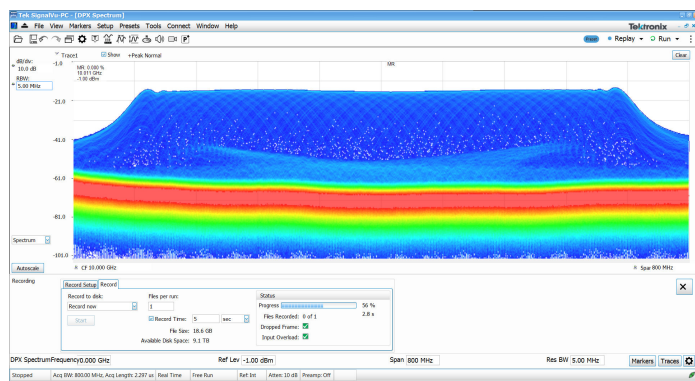 Tek SignalVu-PC - [DPX Spectrum]
File View Markers Setup Presets Tools Connect Window Help
Tektronix
Replay Run
Trace1 Show +Peak Normal Clear
dB/div: 10.0 dB
RBW: 5.00 MHz
-1.0
MR: 0.000 %
10.011 GHz
-1.00 dBm
MR
-21.0
-41.0
-61.0
-81.0
-101.0
Spectrum
Autoscale
CF 10.000 GHz
Span 800 MHz
Recording
Record Setup Record
Record to disk: Files per run:
Record now 1
Start Record Time: 5 sec
File Size: 18.6 GB
Available Disk Space: 9.1 TB
Status
Progress 56 %
Files Recorded: 0 of 1 2.8 s
Dropped Frame:
Input Overload:
DPX Spectrum Frequency 0.000 GHz Ref Lev -1.00 dBm Span 800 MHz Res BW 5.00 MHz Markers Traces
Stopped Acq BW: 800.00 MHz, Acq Length: 2.297 us Real Time Free Run Ref: Int Atten: 10 dB Preamp: Off